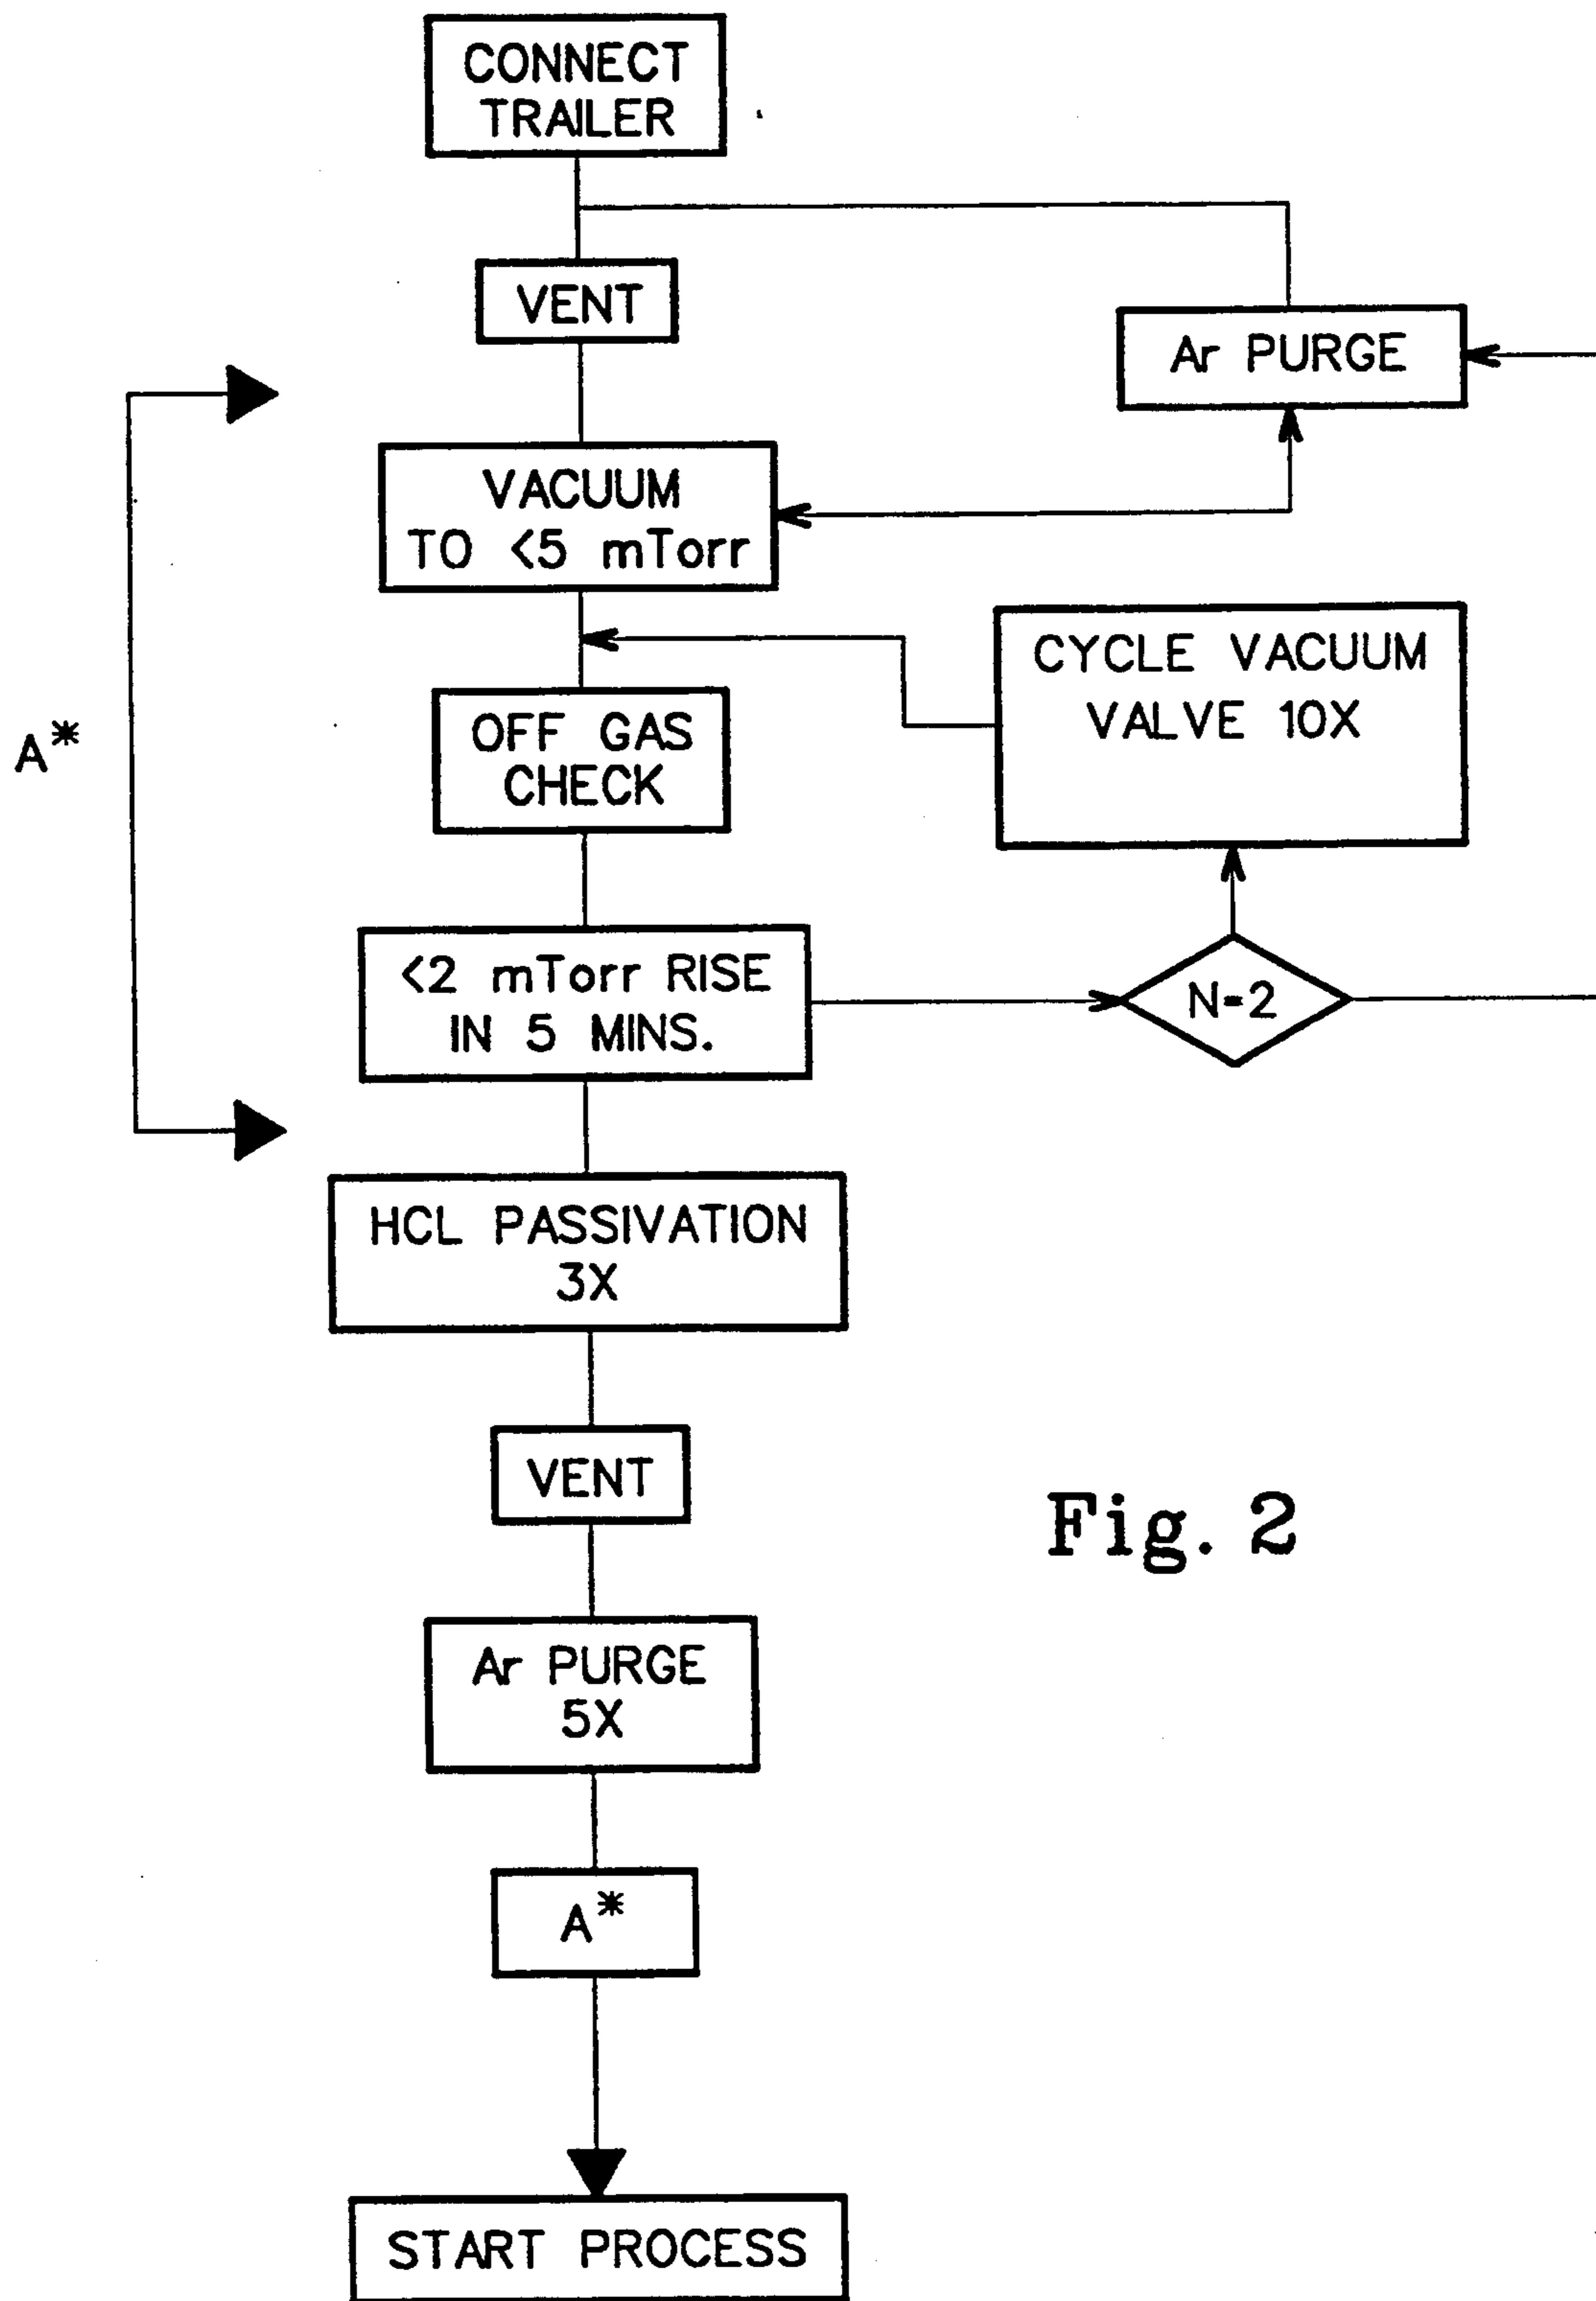 CONNECT
TRAILER
VENT
Ar PURGE
VACUUM
TO <5 mTorr
CYCLE VACUUM
VALVE 10X
OFF GAS
CHECK
A*
<2 mTorr RISE
IN 5 MINS.
N=2
HCL PASSIVATION
3X
VENT
Fig. 2
Ar PURGE
5X
A*
START PROCESS